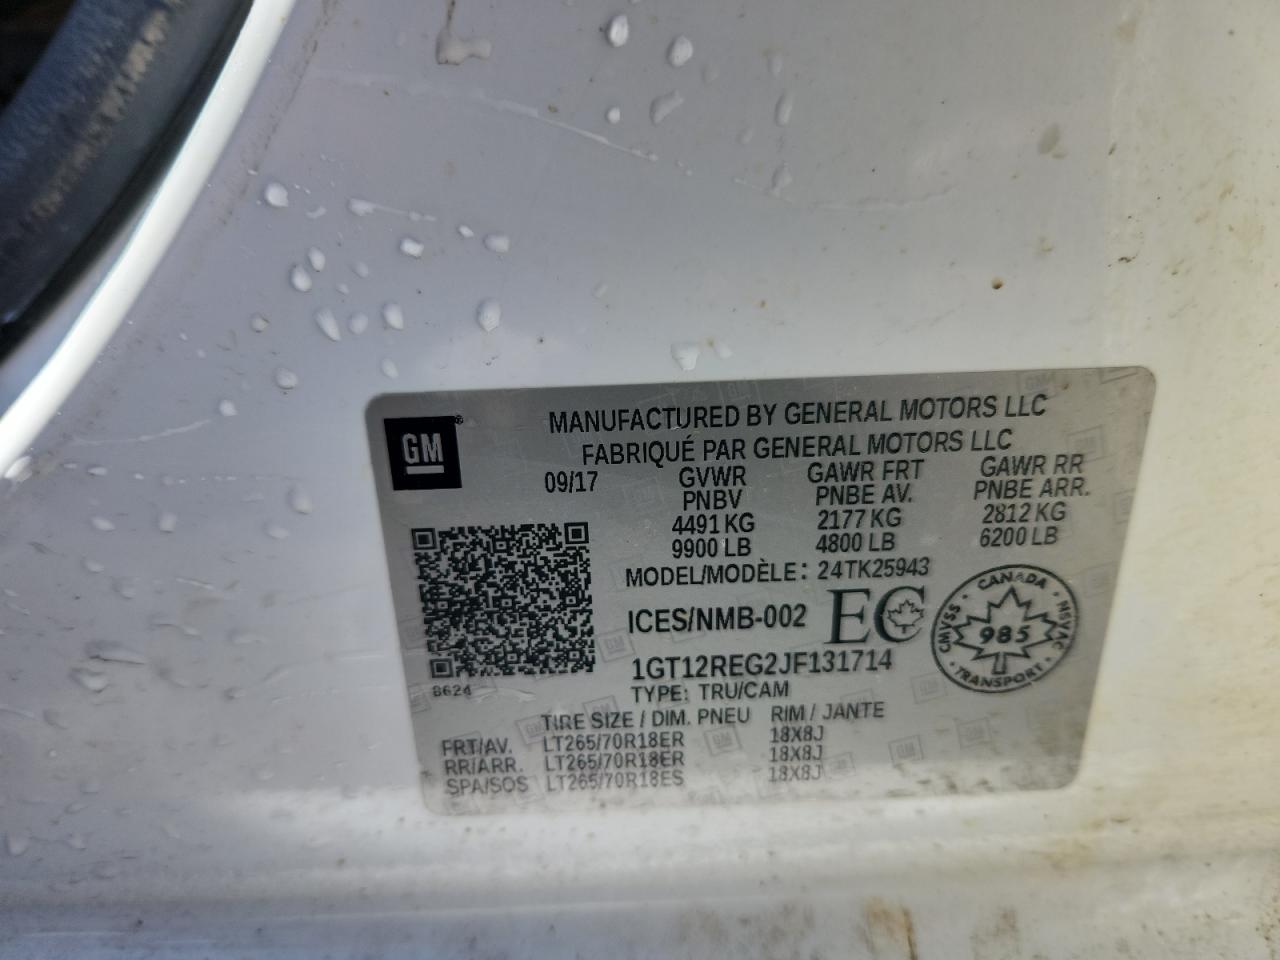 GM
MANUFACTURED BY GENERAL MOTORS LLC
FABRIQUÉ PAR GENERAL MOTORS LLC
09/17 GVWR GAWR FRT GAWR RR
PNBV PNBE AV. PNBE ARR.
4491 KG 2177 KG 2812 KG
9900 LB 4800 LB 6200 LB
MODEL/MODÈLE: 24TK25943
ICES/NMB-002 EC
CANADA
CMVSS 985 NSVAC
TRANSPORT
1GT12REG2JF131714
8624
TYPE: TRU/CAM
TIRE SIZE / DIM. PNEU RIM / JANTE
FRT/AV. LT265/70R18ER 18X8J
RR/ARR. LT265/70R18ER 18X8J
SPA/SOS LT265/70R18ES 18X8J